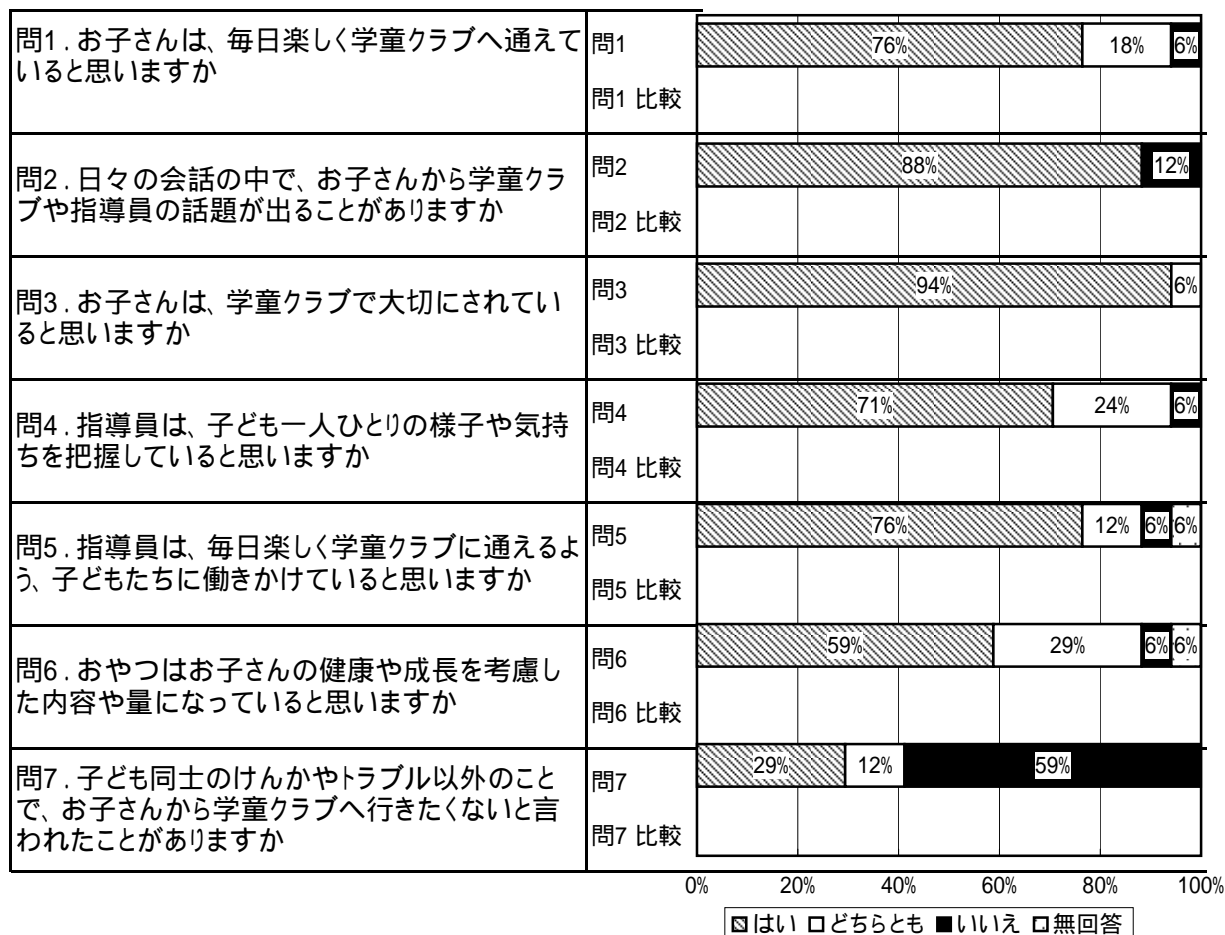 問1．お子さんは、毎日楽しく学童クラブへ通えて
いると思いますか
問1
76%
18%
6%
問1 比較
問2．日々の会話の中で、お子さんから学童クラ
ブや指導員の話題が出ることがありますか
問2
88%
12%
問2 比較
問3．お子さんは、学童クラブで大切にされてい
ると思いますか
問3
94%
6%
問3 比較
問4．指導員は、子ども一人ひとりの様子や気持
ちを把握していると思いますか
問4
71%
24%
6%
問4 比較
問5．指導員は、毎日楽しく学童クラブに通えるよ
う、子どもたちに働きかけていると思いますか
問5
76%
12%
6%
6%
問5 比較
問6．おやつはお子さんの健康や成長を考慮し
た内容や量になっていると思いますか
問6
59%
29%
6%
6%
問6 比較
問7．子ども同士のけんかやトラブル以外のこと
で、お子さんから学童クラブへ行きたくないと言
われたことがありますか
問7
29%
12%
59%
問7 比較
0% 20% 40% 60% 80% 100%
はい どちらとも いいえ 無回答